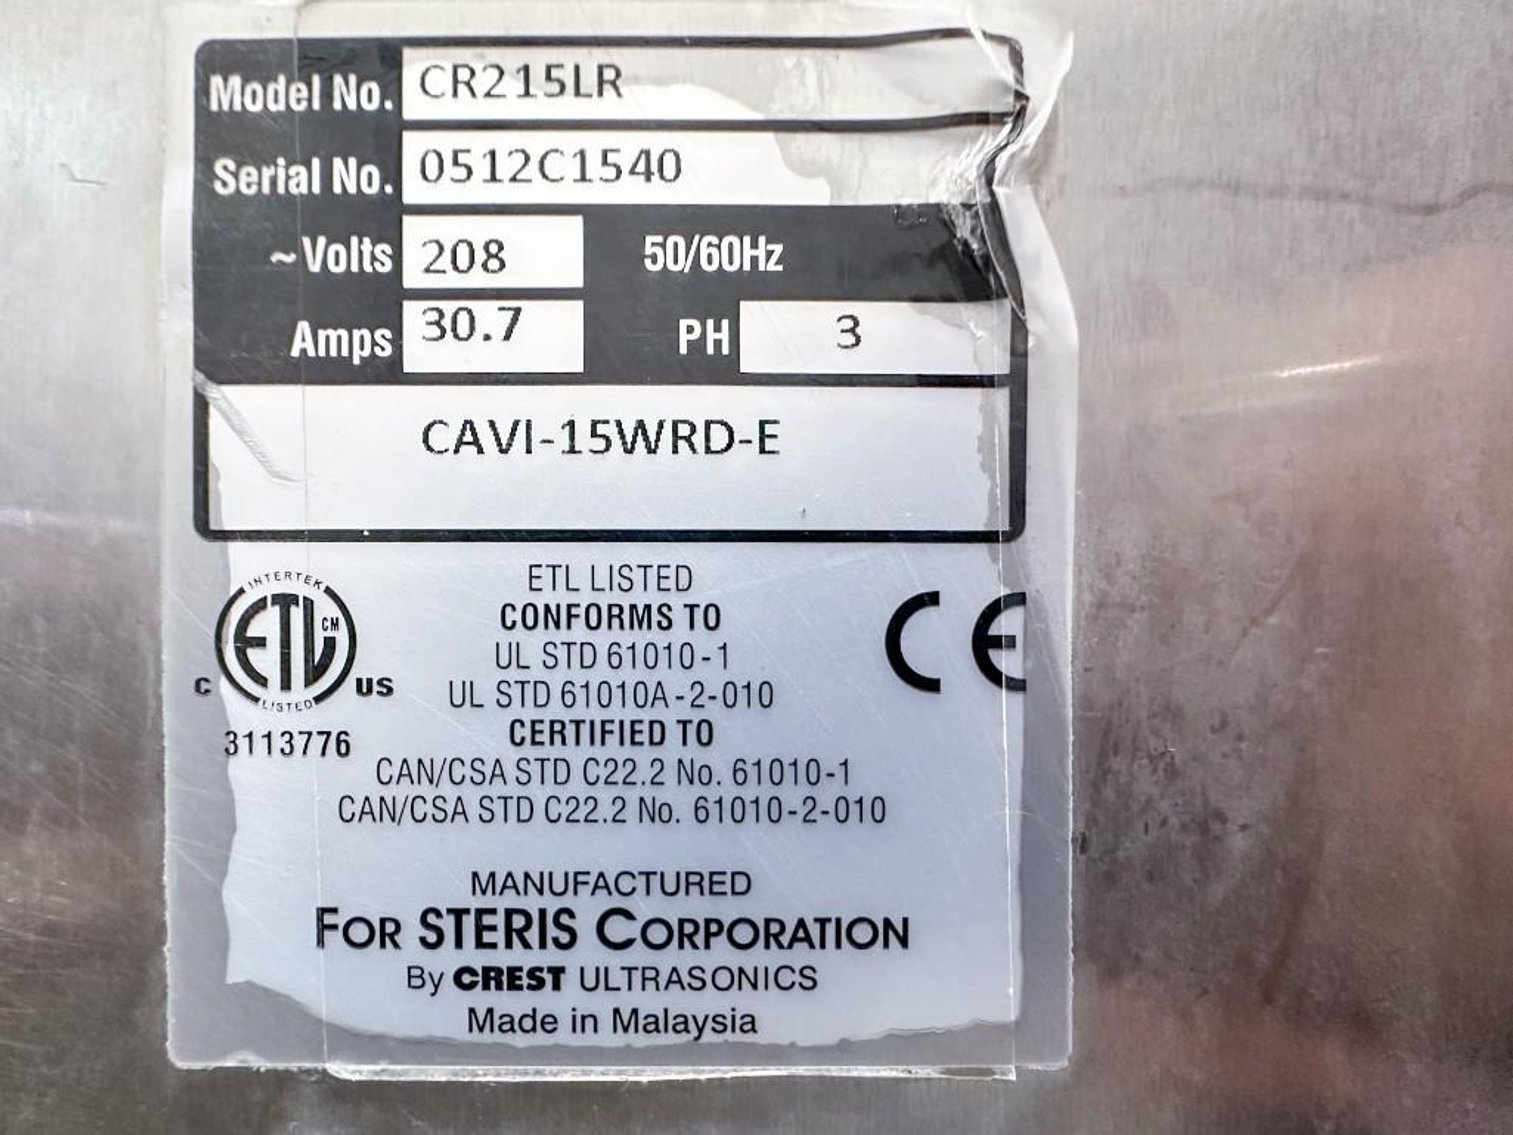 Model No. CR215LR
Serial No. 0512C1540
~Volts 208 50/60Hz
Amps 30.7 PH 3
CAVI-15WRD-E
INTERTEK
ETL CM
LISTED
C US
3113776
ETL LISTED
CONFORMS TO
UL STD 61010-1
UL STD 61010A-2-010
CERTIFIED TO
CAN/CSA STD C22.2 No. 61010-1
CAN/CSA STD C22.2 No. 61010-2-010
CE
MANUFACTURED
FOR STERIS CORPORATION
By CREST ULTRASONICS
Made in Malaysia